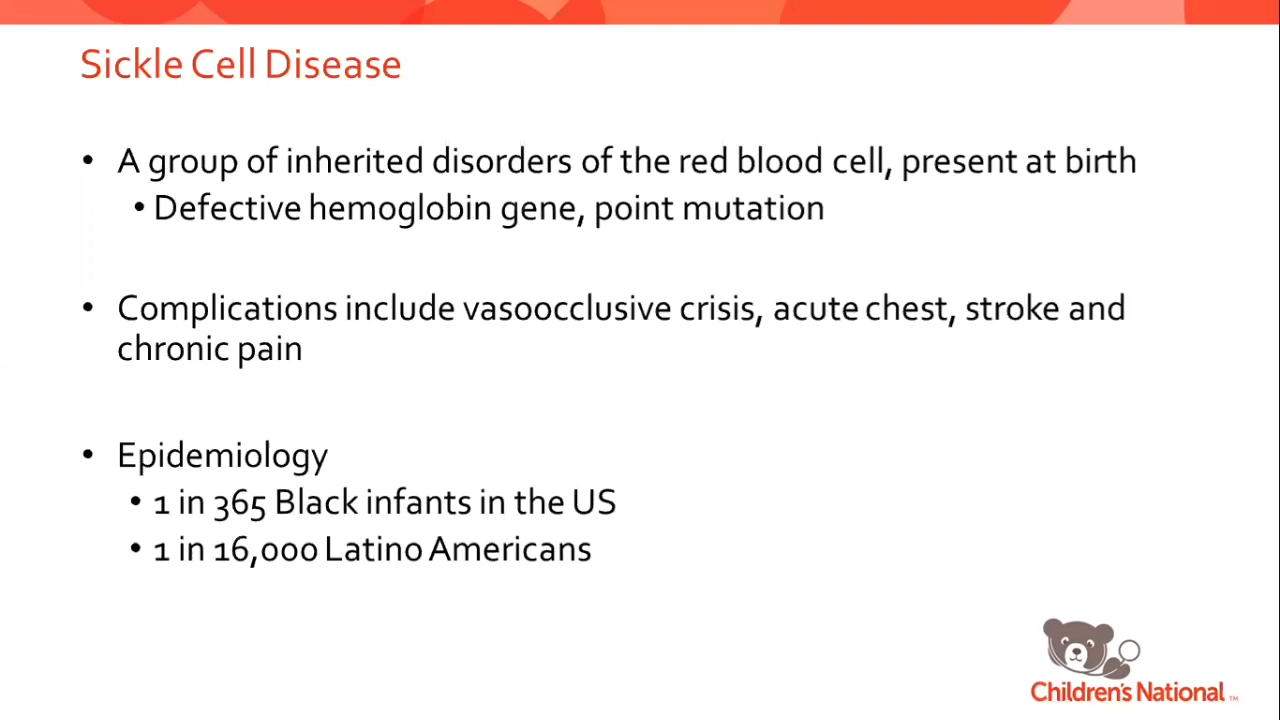 Sickle Cell Disease
• A group of inherited disorders of the red blood cell, present at birth
• Defective hemoglobin gene, point mutation
• Complications include vasoocclusive crisis, acute chest, stroke and
chronic pain
• Epidemiology
• 1 in 365 Black infants in the US
• 1 in 16,000 Latino Americans
Children's National ™